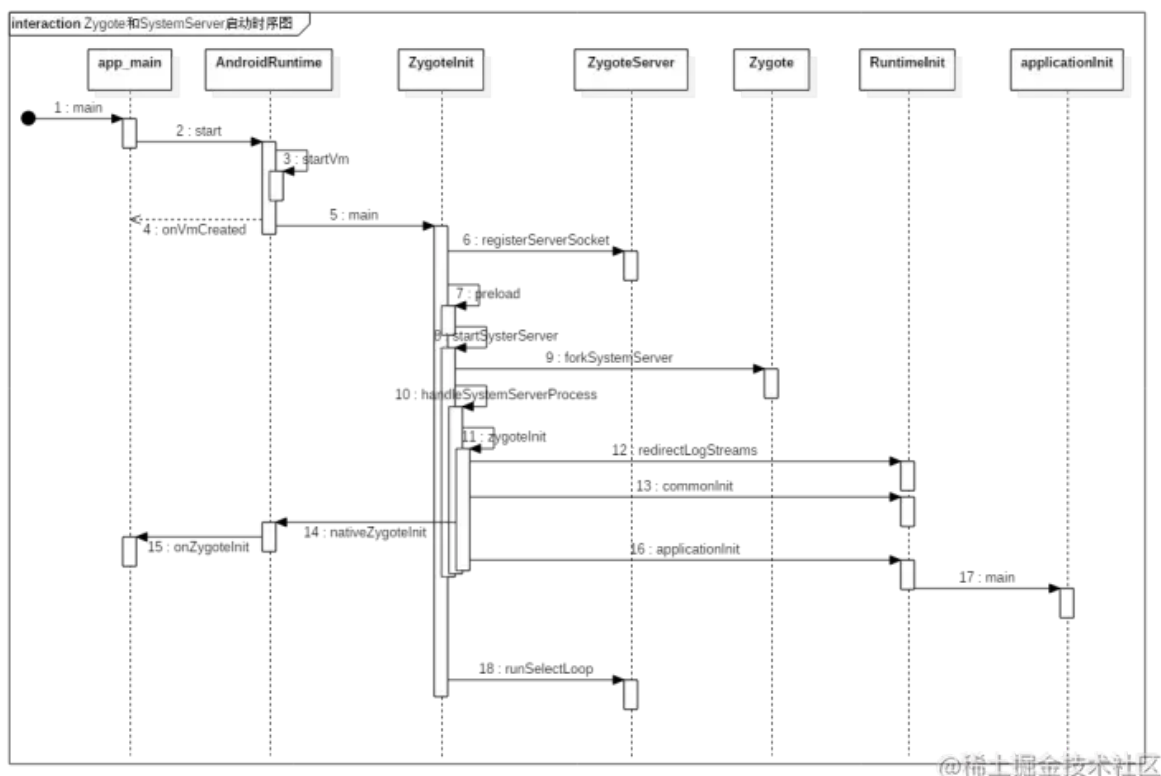 interaction Zygote和SystemServer启动时序图
app_main
AndroidRuntime
ZygoteInit
ZygoteServer
Zygote
RuntimeInit
applicationInit
1 : main
2 : start
3 : startVm
4 : onVmCreated
5 : main
6 : registerServerSocket
7 : preload
8 : startSysterServer
9 : forkSystemServer
10 : handleSystemServerProcess
11 : zygoteInit
12 : redirectLogStreams
13 : commonInit
14 : nativeZygoteInit
15 : onZygoteInit
16 : applicationInit
17 : main
18 : runSelectLoop
@稀土掘金技术社区